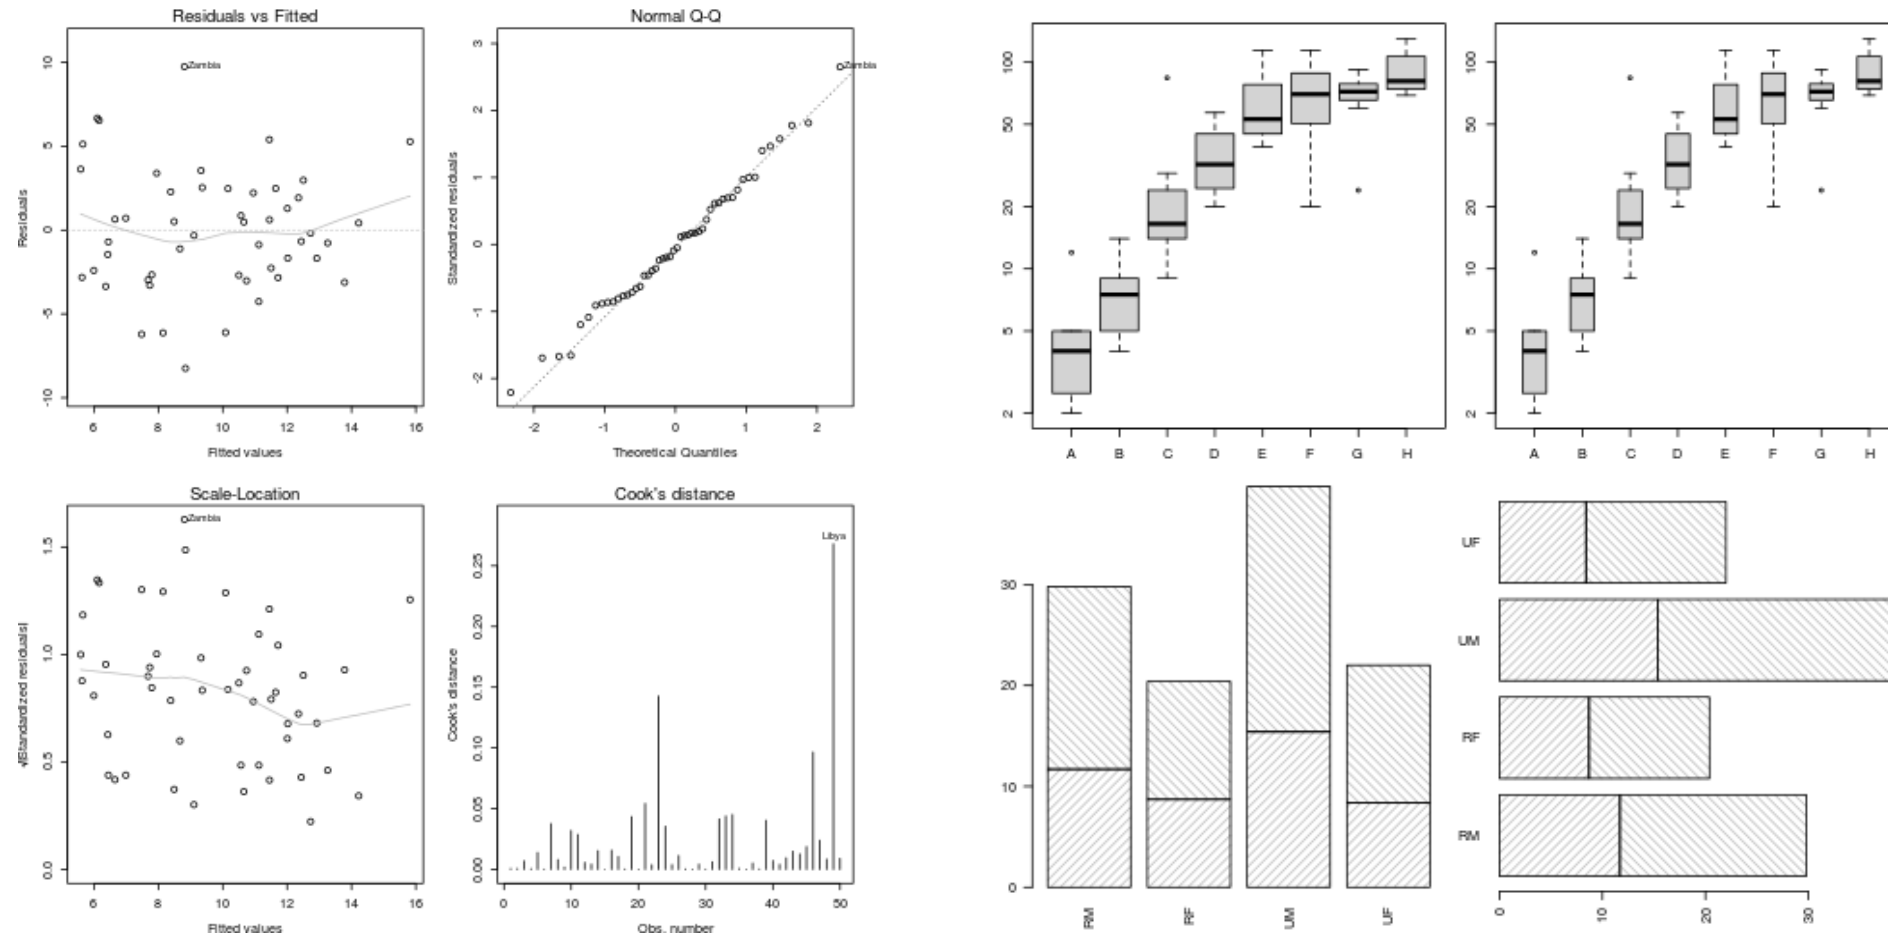 Residuals vs Fitted
Residuals
10
5
0
-5
-10
Zambia
6 8 10 12 14 16
Fitted values
Normal Q-Q
Standardized residuals
3
2
1
0
-1
-2
Zambia
-2 -1 0 1 2
Theoretical Quantiles
100
50
20
10
5
2
A B C D E F G H
100
50
20
10
5
2
A B C D E F G H
Scale-Location
√|Standardized residuals|
1.5
1.0
0.5
0.0
Zambia
6 8 10 12 14 16
Fitted values
Cook's distance
Cook's distance
0.25
0.20
0.15
0.10
0.05
0.00
Libya
0 10 20 30 40 50
Obs. number
30
20
10
0
RM RF UM UF
UF
UM
RF
RM
0 10 20 30